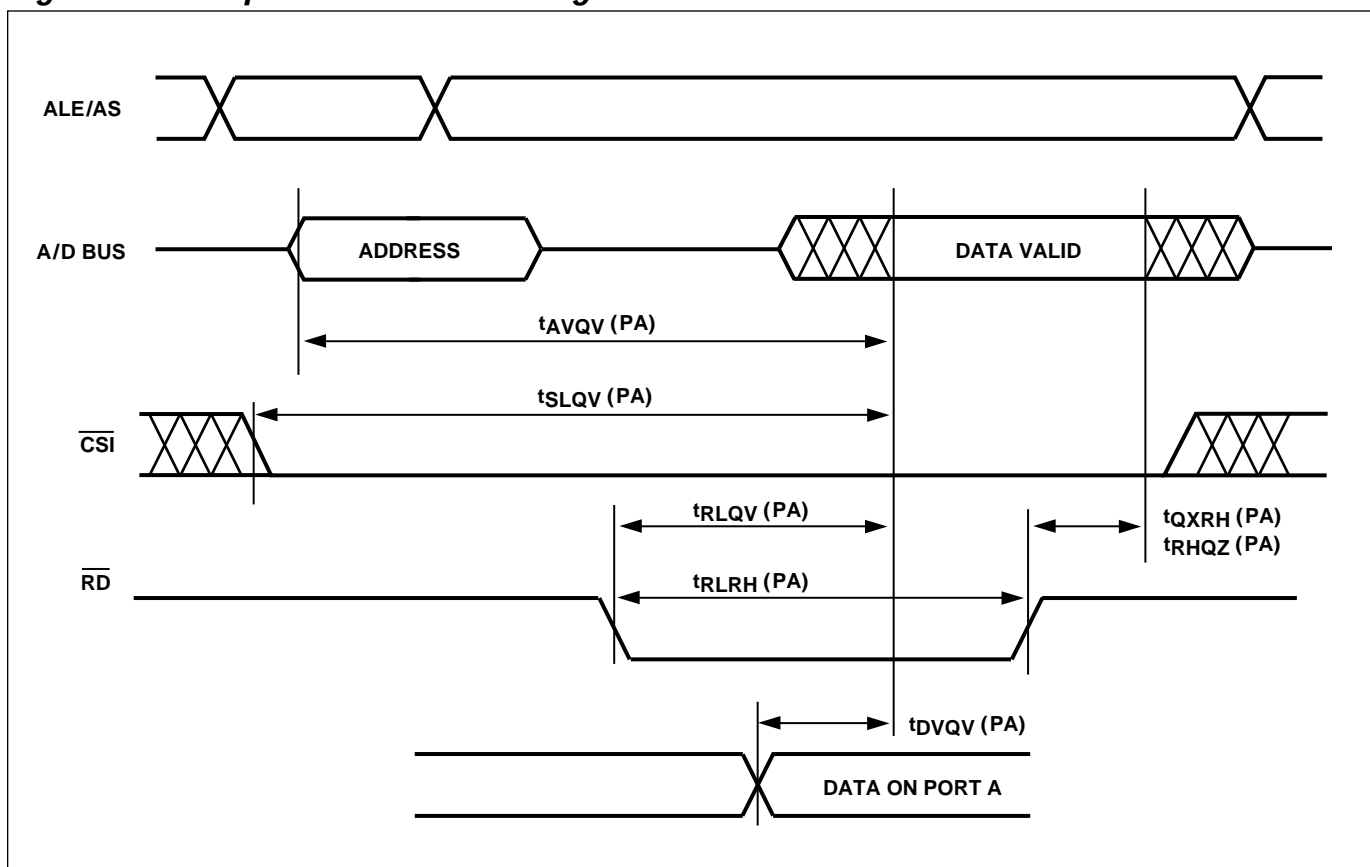 ALE/AS
A/D BUS
ADDRESS
DATA VALID
tAVQV (PA)
tSLQV (PA)
CSI
tRLQV (PA)
tQXRH (PA)
tRHQZ (PA)
RD
tRLRH (PA)
tDVQV (PA)
DATA ON PORT A